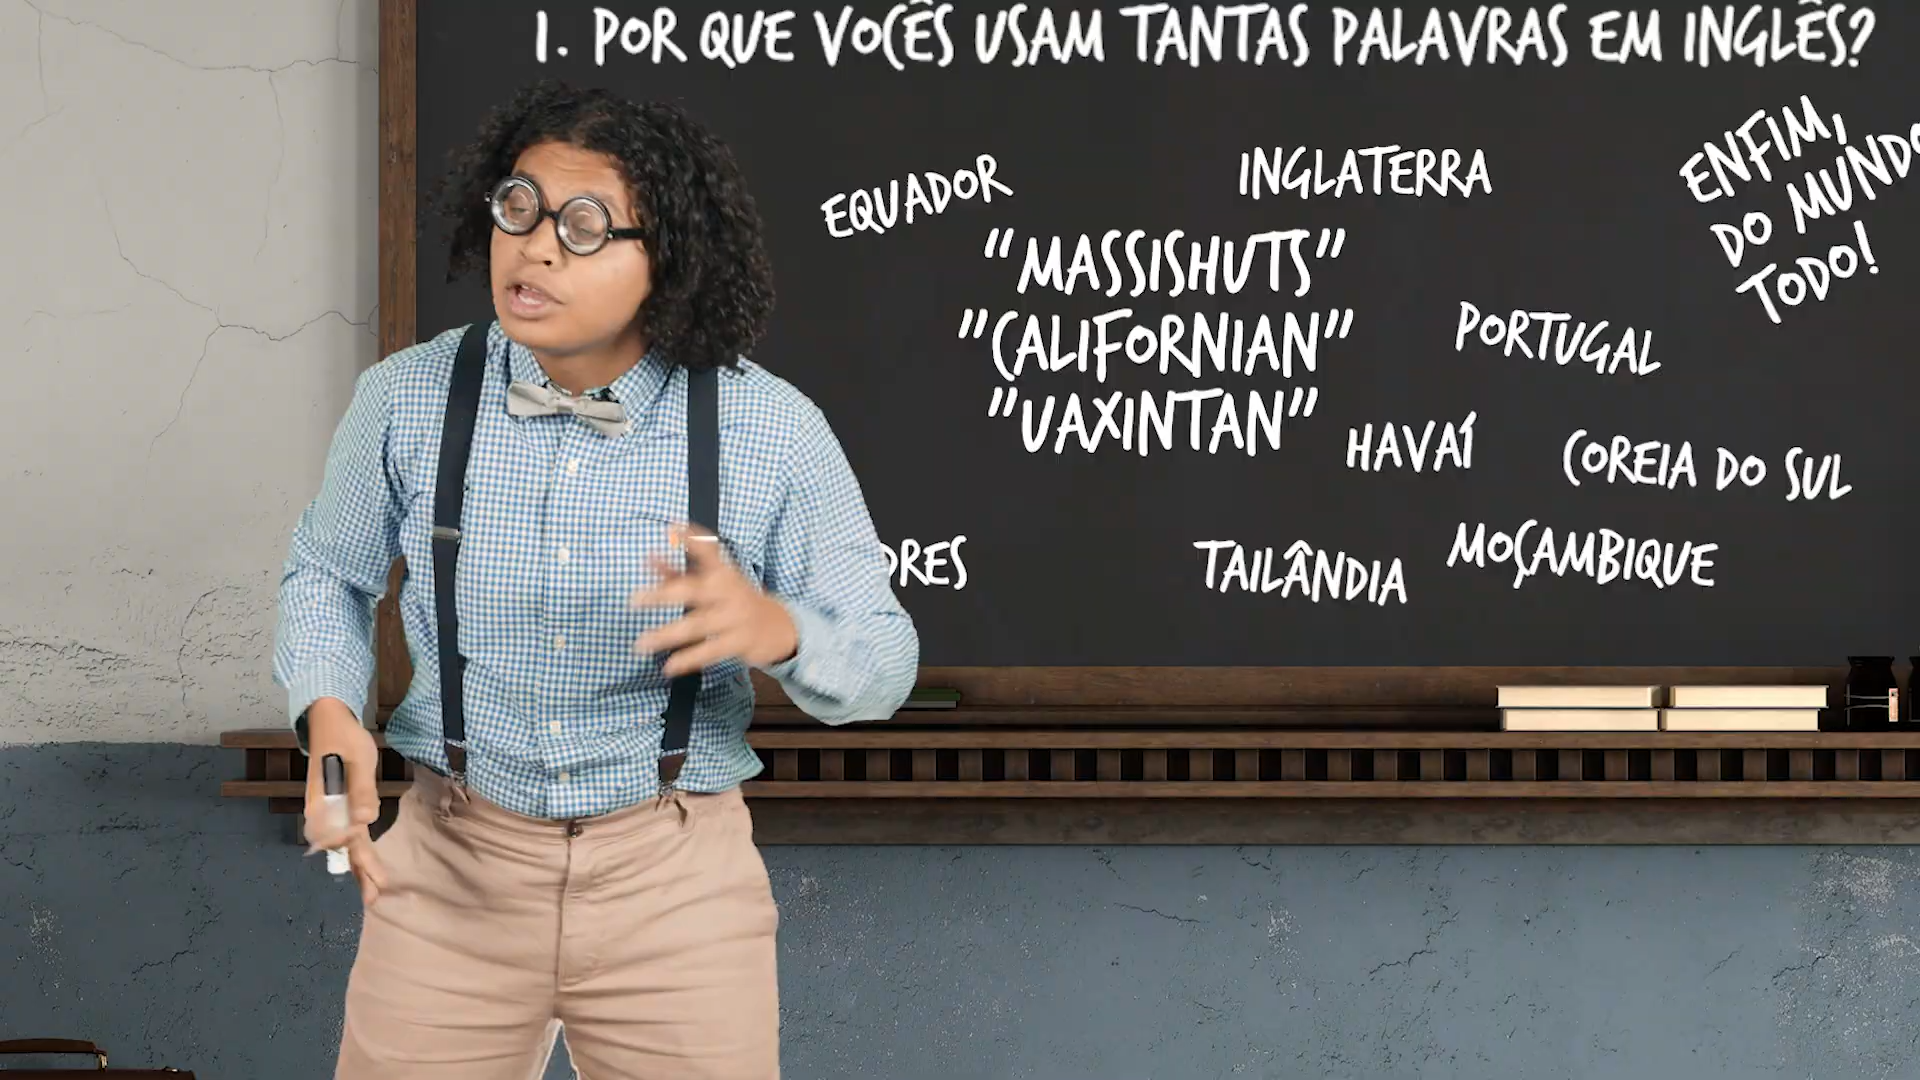 1. POR QUE VOCÊS USAM TANTAS PALAVRAS EM INGLÊS?
EQUADOR
INGLATERRA
ENFIM,
DO MUNDO
TODO!
"MASSISHUTS"
"CALIFORNIAN"
"UAXINTAN"
PORTUGAL
HAVAÍ
COREIA DO SUL
TAILÂNDIA
MOÇAMBIQUE